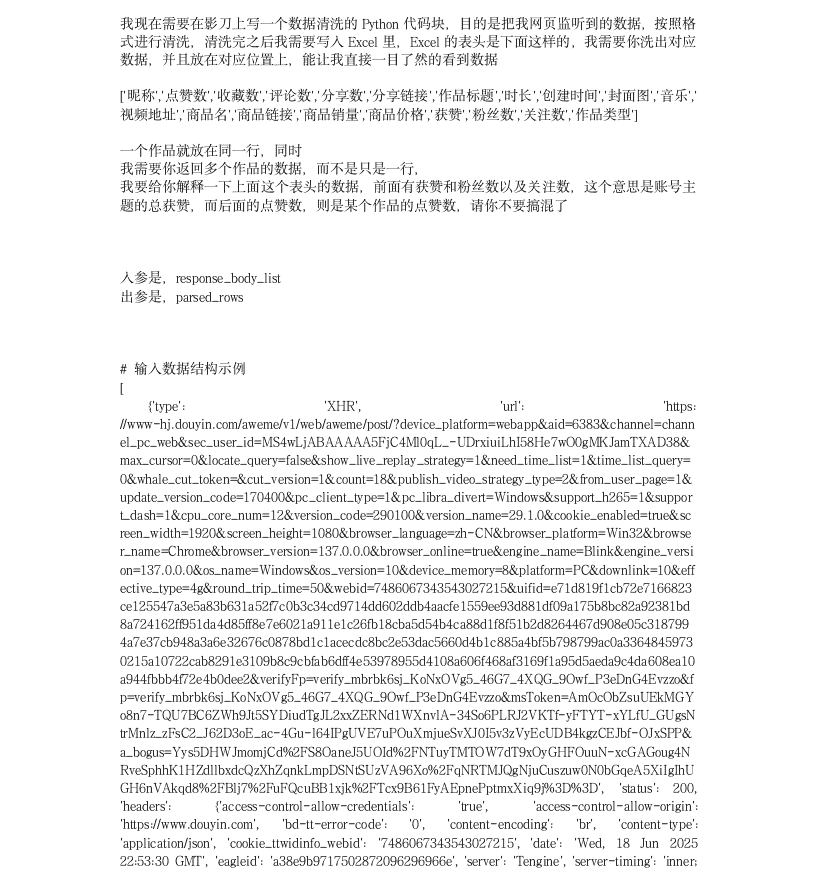 我现在需要在影刀上写一个数据清洗的 Python 代码块，目的是把我网页监听到的数据，按照格
式进行清洗，清洗完之后我需要写入 Excel 里，Excel 的表头是下面这样的，我需要你洗出对应
数据，并且放在对应位置上，能让我直接一目了然的看到数据
['昵称','点赞数','收藏数','评论数','分享数','分享链接','作品标题','时长','创建时间','封面图','音乐','
视频地址','商品名','商品链接','商品销量','商品价格','获赞','粉丝数','关注数','作品类型']
一个作品就放在同一行，同时
我需要你返回多个作品的数据，而不是只是一行，
我要给你解释一下上面这个表头的数据，前面有获赞和粉丝数以及关注数，这个意思是账号主
题的总获赞，而后面的点赞数，则是某个作品的点赞数，请你不要搞混了
入参是，response_body_list
出参是，parsed_rows
# 输入数据结构示例
[
{'type': 'XHR', 'url': 'https:
//www-hj.douyin.com/aweme/v1/web/aweme/post/?device_platform=webapp&aid=6383&channel=chann
el_pc_web&sec_user_id=MS4wLjABAAAAA5FjC4Ml0qL_-UDrxiuiLhI58He7wO0gMKJamTXAD38&
max_cursor=0&locate_query=false&show_live_replay_strategy=1&need_time_list=1&time_list_query=
0&whale_cut_token=&cut_version=1&count=18&publish_video_strategy_type=2&from_user_page=1&
update_version_code=170400&pc_client_type=1&pc_libra_divert=Windows&support_h265=1&suppor
t_dash=1&cpu_core_num=12&version_code=290100&version_name=29.1.0&cookie_enabled=true&sc
reen_width=1920&screen_height=1080&browser_language=zh-CN&browser_platform=Win32&browse
r_name=Chrome&browser_version=137.0.0.0&browser_online=true&engine_name=Blink&engine_versi
on=137.0.0.0&os_name=Windows&os_version=10&device_memory=8&platform=PC&downlink=10&eff
ective_type=4g&round_trip_time=50&webid=7486067343543027215&uifid=e71d819f1cb72e7166823
ce125547a3e5a83b631a52f7c0b3c34cd9714dd602ddb4aacfe1559ee93d881df09a175b8bc82a92381bd
8a724162ff951da4d85ff8e7e6021a911e1c26fb18cba5d54b4ca88d1f8f51b2d8264467d908e05c318799
4a7e37cb948a3a6e32676c0878bd1c1acecdc8bc2e53dac5660d4b1c885a4bf5b798799ac0a3364845973
0215a10722cab8291e3109b8c9cbfab6dff4e53978955d4108a606f468af3169f1a95d5aeda9c4da608ea10
a944fbbb4f72e4b0dee2&verifyFp=verify_mbrbk6sj_KoNxOVg5_46G7_4XQG_9Owf_P3eDnG4Evzzo&f
p=verify_mbrbk6sj_KoNxOVg5_46G7_4XQG_9Owf_P3eDnG4Evzzo&msToken=AmOcObZsuUEkMGY
o8n7-TQU7BC6ZWh9Jt5SYDiudTgJL2xxZERNd1WXnvlA-34So6PLRJ2VKTf-yFTYT-xYLfU_GUgsN
trMnlz_zFsC2_J62D3oE_ac-4Gu-l64IPgUVE7uPOuXmjueSvXJ0I5v3zVyEcUDB4kgzCEJbf-OJxSPP&
a_bogus=Yys5DHWJmomjCd%2FS8OaneJ5UOId%2FNTuyTMTOW7dT9xOyGHFOuuN-xcGAGoug4N
RveSphhK1HZdllbxdcQzXhZqnkLmpDSNtSUzVA96Xo%2FqNRTMJQgNjuCuszuw0N0bGqeA5XiIgIhU
GH6nVAkqd8%2FBlj7%2FuFQcuBB1xjk%2FTcx9B61FyAEpnePptmxXiq9j%3D%3D', 'status': 200,
'headers': {'access-control-allow-credentials': 'true', 'access-control-allow-origin':
'https://www.douyin.com', 'bd-tt-error-code': '0', 'content-encoding': 'br', 'content-type':
'application/json', 'cookie_ttwidinfo_webid': '7486067343543027215', 'date': 'Wed, 18 Jun 2025
22:53:30 GMT', 'eagleid': 'a38e9b9717502872096296966e', 'server': 'Tengine', 'server-timing': 'inner;